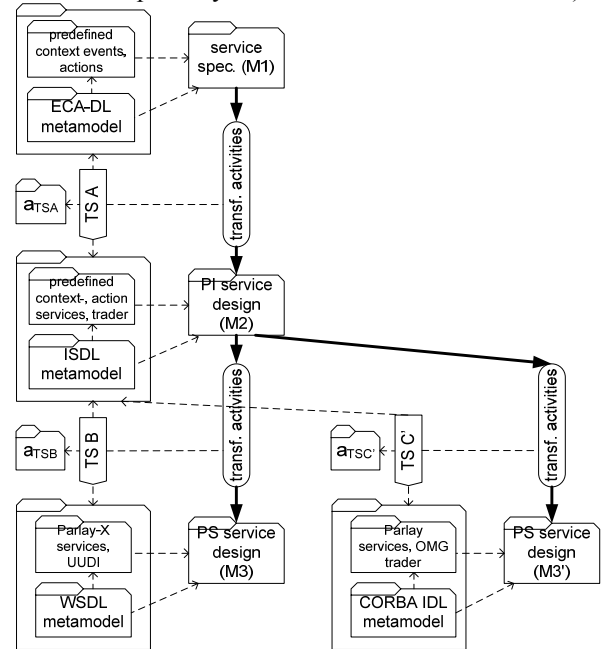 predefined
context events,
actions
service
spec. (M1)
ECA-DL
metamodel
aTSA
TS A
transf. activities
predefined
context-, action
services, trader
PI service
design
(M2)
ISDL
metamodel
aTSB
TS B
transf. activities
aTSC'
TS C'
transf. activities
Parlay-X
services,
UUDI
PS service
design
(M3)
WSDL
metamodel
Parlay
services, OMG
trader
PS service
design
(M3')
CORBA IDL
metamodel